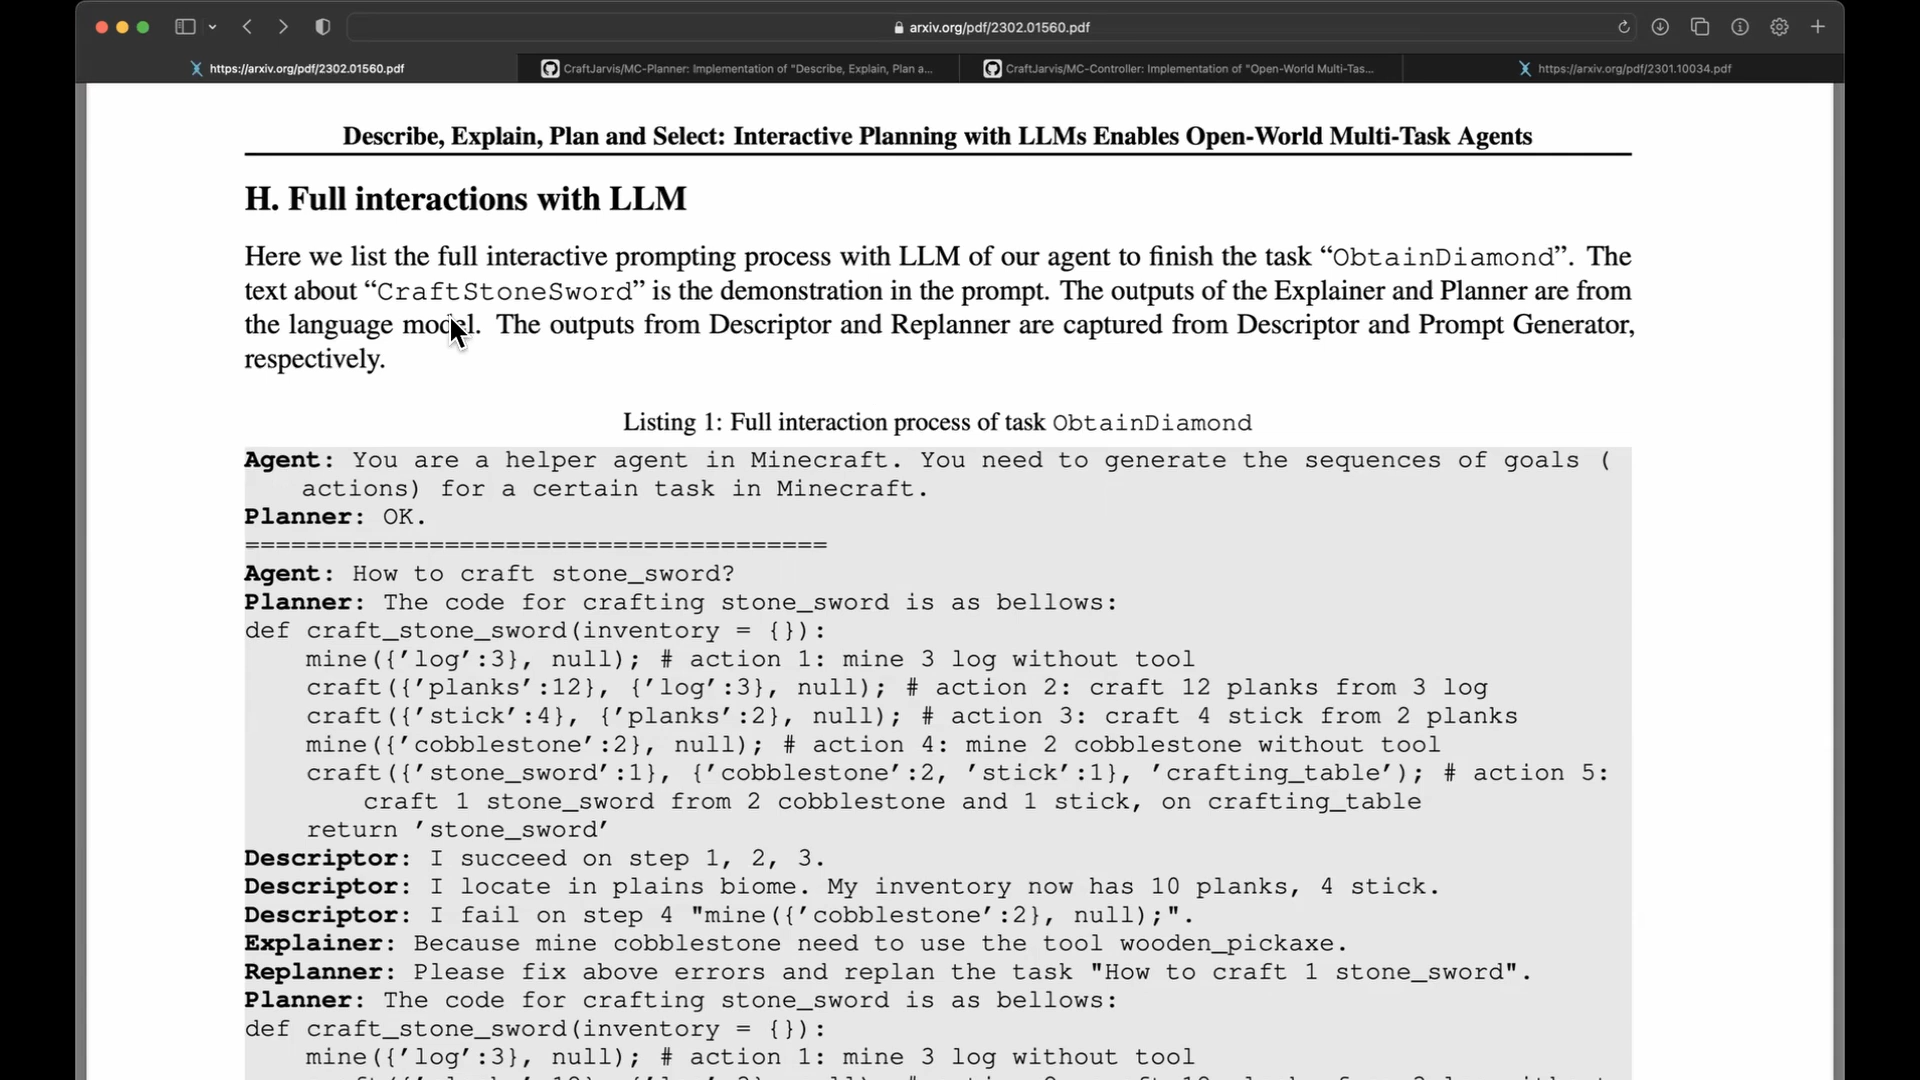 arxiv.org/pdf/2302.01560.pdf
https://arxiv.org/pdf/2302.01560.pdf
CraftJarvis/MC-Planner: Implementation of "Describe, Explain, Plan a...
CraftJarvis/MC-Controller: Implementation of "Open-World Multi-Tas...
https://arxiv.org/pdf/2301.10034.pdf
Describe, Explain, Plan and Select: Interactive Planning with LLMs Enables Open-World Multi-Task Agents
H. Full interactions with LLM
Here we list the full interactive prompting process with LLM of our agent to finish the task “ObtainDiamond”. The
text about “CraftStoneSword” is the demonstration in the prompt. The outputs of the Explainer and Planner are from
the language model. The outputs from Descriptor and Replanner are captured from Descriptor and Prompt Generator,
respectively.
Listing 1: Full interaction process of task ObtainDiamond
Agent: You are a helper agent in Minecraft. You need to generate the sequences of goals (
actions) for a certain task in Minecraft.
Planner: OK.
======================================
Agent: How to craft stone_sword?
Planner: The code for crafting stone_sword is as bellows:
def craft_stone_sword(inventory = {}):
mine({’log’:3}, null); # action 1: mine 3 log without tool
craft({’planks’:12}, {’log’:3}, null); # action 2: craft 12 planks from 3 log
craft({’stick’:4}, {’planks’:2}, null); # action 3: craft 4 stick from 2 planks
mine({’cobblestone’:2}, null); # action 4: mine 2 cobblestone without tool
craft({’stone_sword’:1}, {’cobblestone’:2, ’stick’:1}, ’crafting_table’); # action 5:
craft 1 stone_sword from 2 cobblestone and 1 stick, on crafting_table
return ’stone_sword’
Descriptor: I succeed on step 1, 2, 3.
Descriptor: I locate in plains biome. My inventory now has 10 planks, 4 stick.
Descriptor: I fail on step 4 "mine({’cobblestone’:2}, null);".
Explainer: Because mine cobblestone need to use the tool wooden_pickaxe.
Replanner: Please fix above errors and replan the task "How to craft 1 stone_sword".
Planner: The code for crafting stone_sword is as bellows:
def craft_stone_sword(inventory = {}):
mine({’log’:3}, null); # action 1: mine 3 log without tool